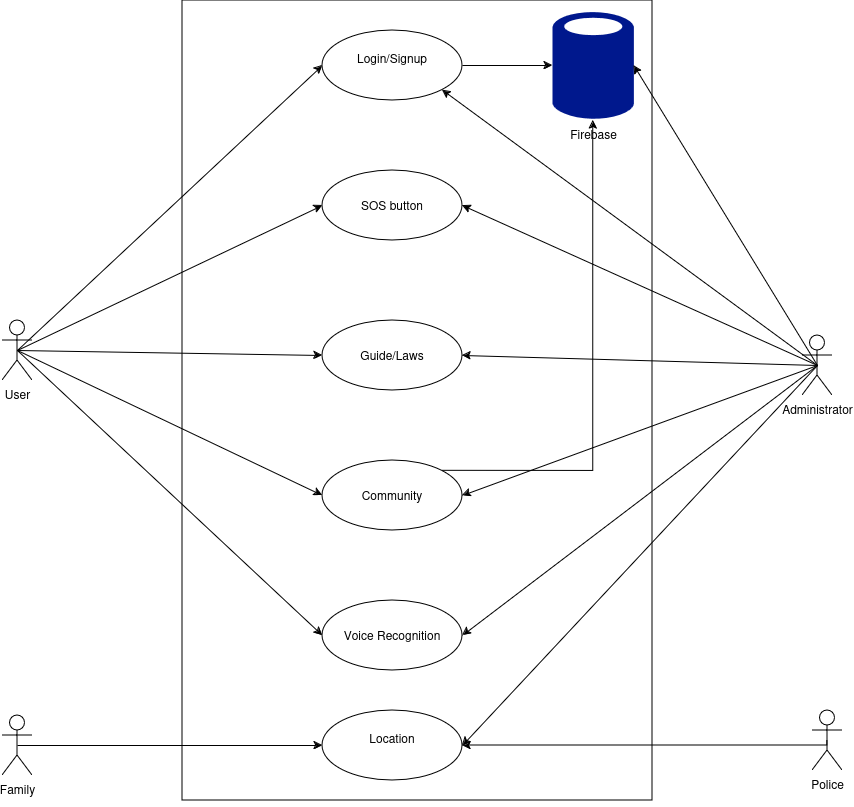 Login/Signup
Firebase
SOS button
Guide/Laws
User
Administrator
Community
Voice Recognition
Location
Family
Police